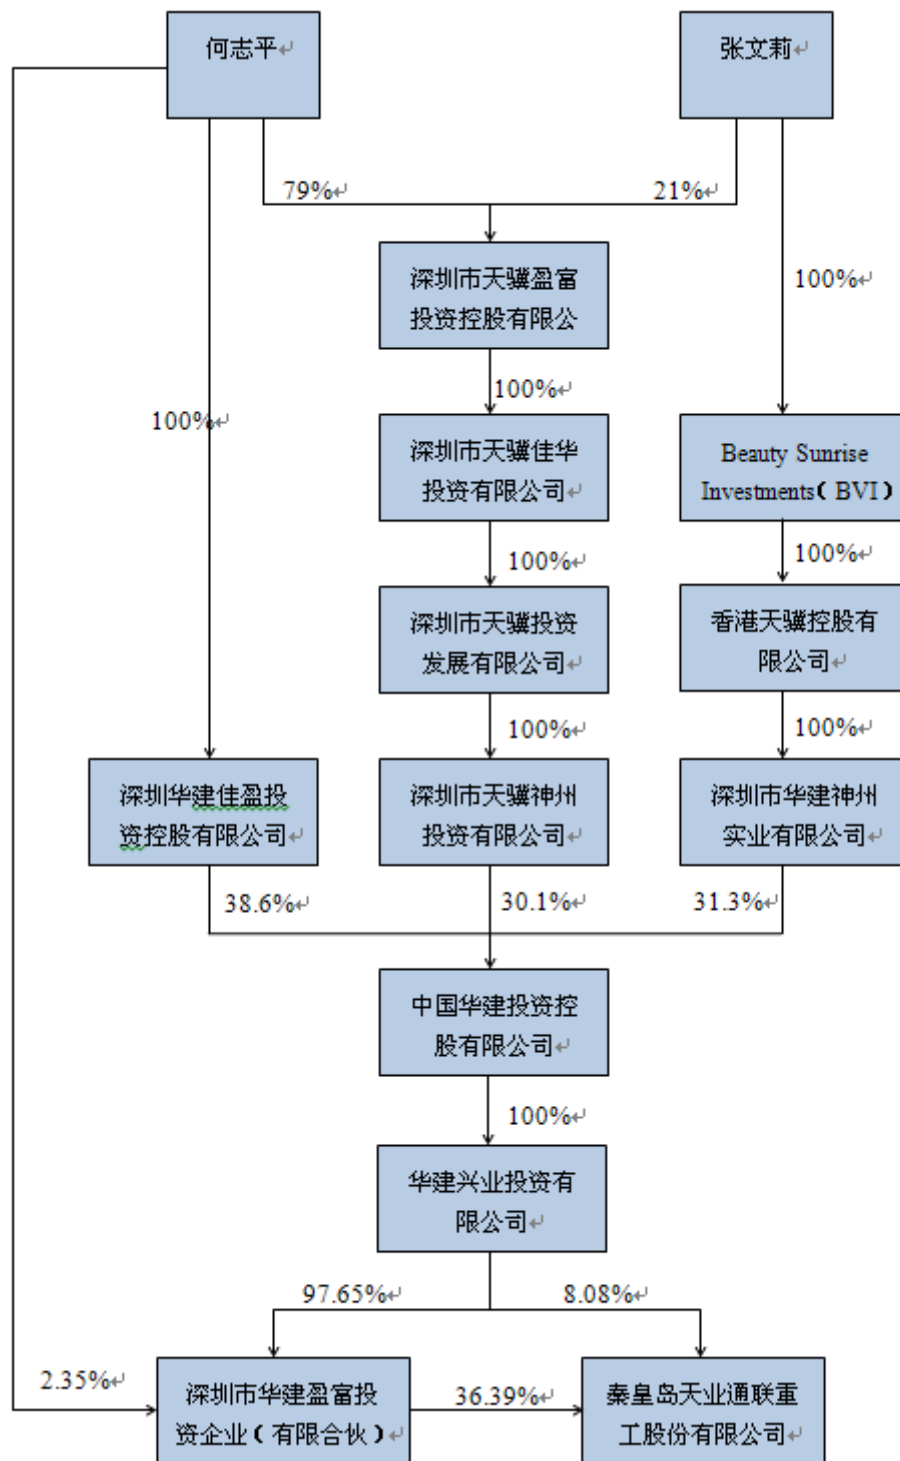 何志平
张文莉
79%
21%
深圳市天骥盈富
投资控股有限公
100%
100%
100%
深圳市天骥佳华
投资有限公司
Beauty Sunrise
Investments（BVI）
100%
100%
深圳市天骥投资
发展有限公司
香港天骥控股有
限公司
100%
100%
深圳华建佳盈投
资控股有限公司
深圳市天骥神州
投资有限公司
深圳市华建神州
实业有限公司
38.6%
30.1%
31.3%
中国华建投资控
股有限公司
100%
华建兴业投资有
限公司
97.65%
8.08%
2.35%
深圳市华建盈富投
资企业（有限合伙）
36.39%
秦皇岛天业通联重
工股份有限公司